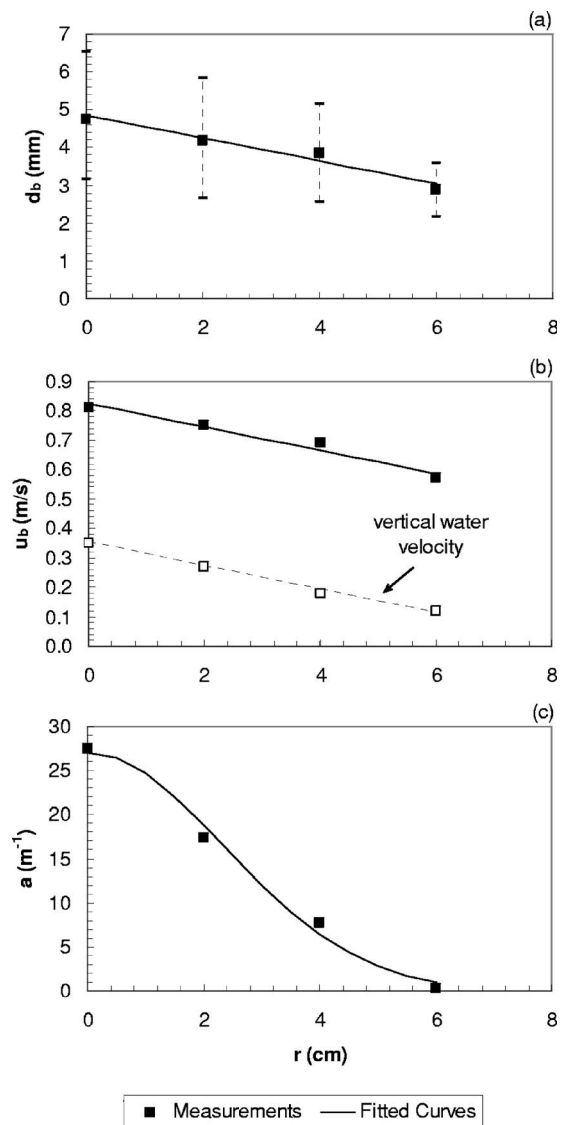 (a)
7
6
5
4
3
2
1
0
d_b (mm)
0 2 4 6 8
(b)
0.9
0.8
0.7
0.6
0.5
0.4
0.3
0.2
0.1
0.0
u_b (m/s)
vertical water
velocity
0 2 4 6 8
(c)
30
25
20
15
10
5
0
a (m⁻¹)
0 2 4 6 8
r (cm)
Measurements Fitted Curves